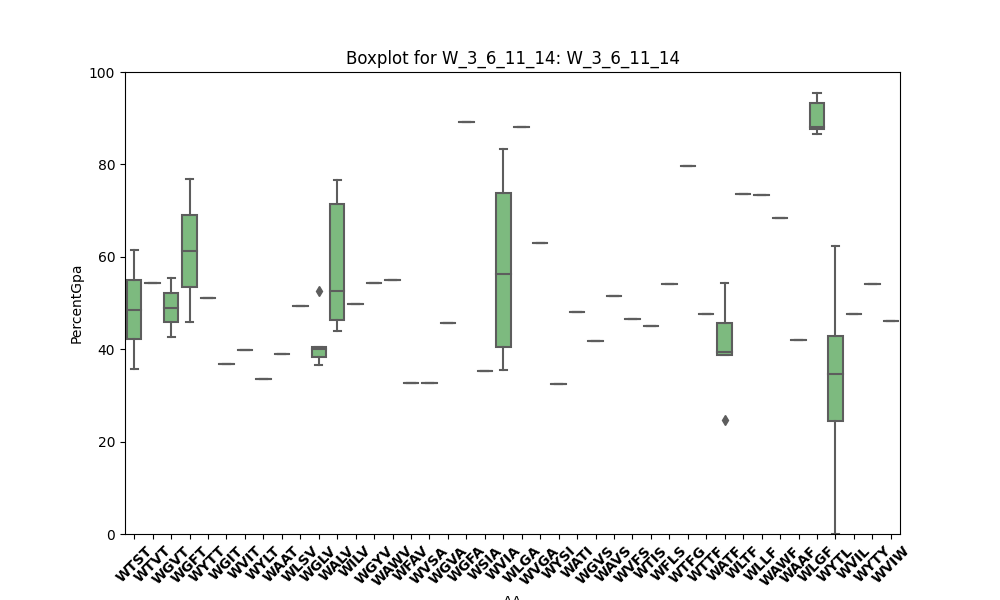 Boxplot for W_3_6_11_14: W_3_6_11_14
PercentGpa
100
80
60
40
20
0
WTST
WTVT
WGVT
WGFT
WYTT
WGIT
WVIT
WYLT
WAAT
WLSV
WGLV
WALV
WILV
WGYV
WAWV
WFAV
WVSA
WGVA
WGFA
WSIA
WVIA
WLGA
WVGA
WYSI
WATI
WGVS
WAVS
WVFS
WTIS
WFLS
WTFG
WTTF
WATF
WLTF
WLLF
WAWF
WAAF
WLGF
WYTL
WVIL
WYTY
WVIW
AA